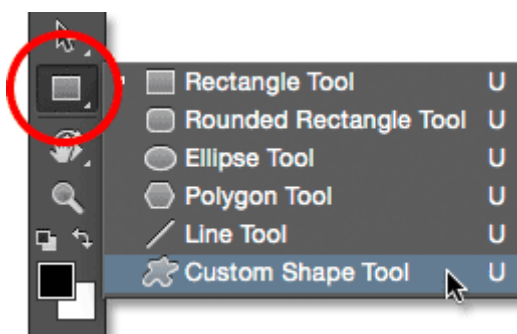 Rectangle Tool U
Rounded Rectangle Tool U
Ellipse Tool U
Polygon Tool U
Line Tool U
Custom Shape Tool U